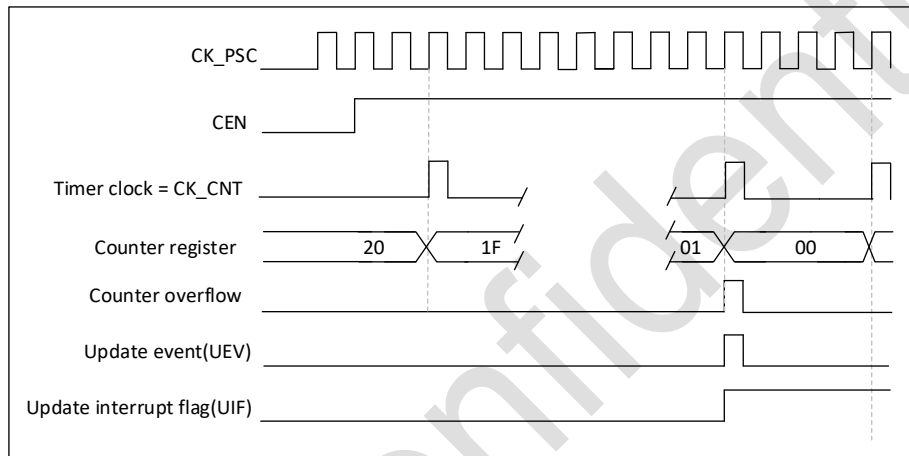 CK_PSC
CEN
Timer clock = CK_CNT
Counter register 20 1F 01 00
Counter overflow
Update event(UEV)
Update interrupt flag(UIF)